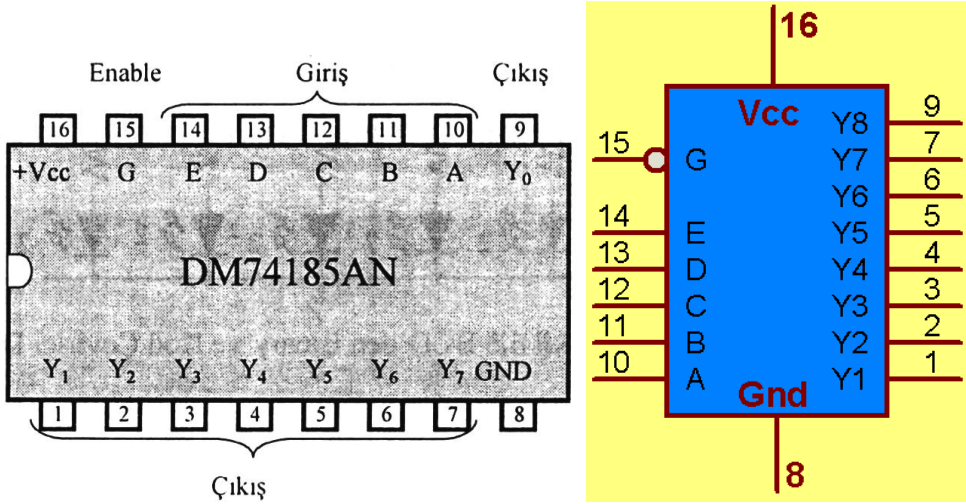 Enable Giriş Çıkış
16 15 14 13 12 11 10 9
+Vcc G E D C B A Y₀
DM74185AN
Y₁ Y₂ Y₃ Y₄ Y₅ Y₆ Y₇ GND
1 2 3 4 5 6 7 8
Çıkış
16
Vcc
Y8 9
15 G Y7 7
Y6 6
14 E Y5 5
13 D Y4 4
12 C Y3 3
11 B Y2 2
10 A Y1 1
Gnd
8